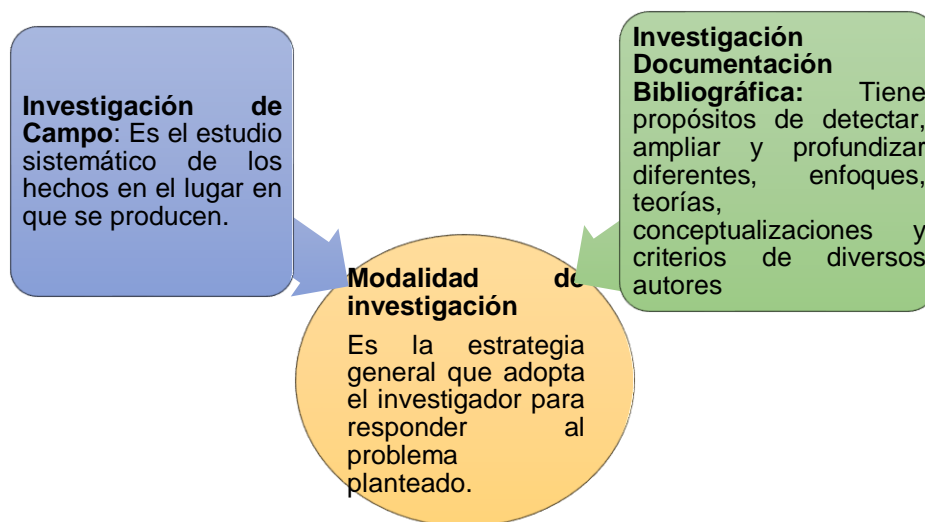 Investigación de
Campo: Es el estudio
sistemático de los
hechos en el lugar en
que se producen.
Investigación
Documentación
Bibliográfica: Tiene
propósitos de detectar,
ampliar y profundizar
diferentes, enfoques,
teorías,
conceptualizaciones y
criterios de diversos
autores
Modalidad de
investigación
Es la estrategia
general que adopta
el investigador para
responder al
problema
planteado.